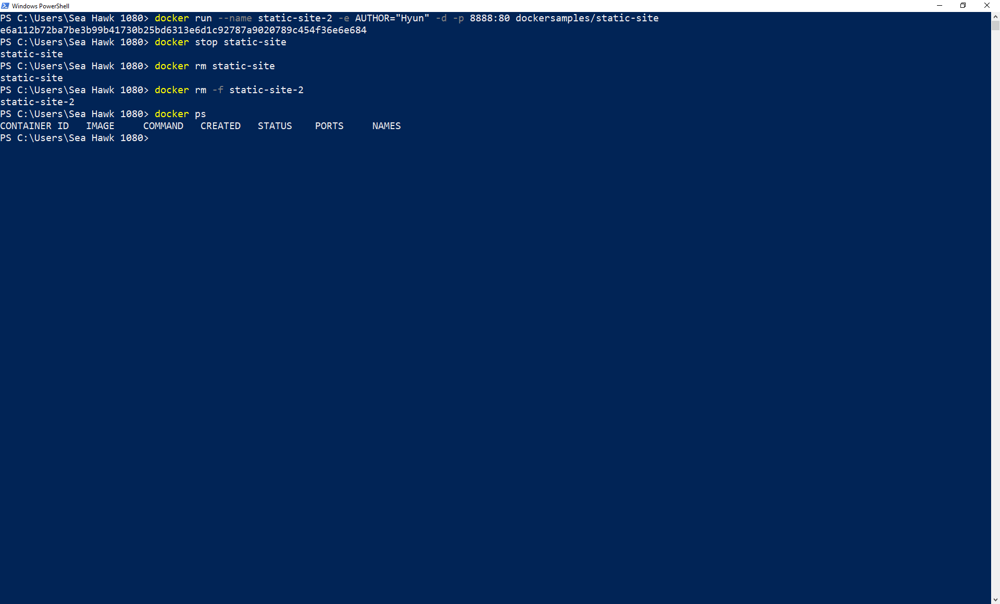 Windows PowerShell
PS C:\Users\Sea Hawk 1080> docker run --name static-site-2 -e AUTHOR="Hyun" -d -p 8888:80 dockersamples/static-site
e6a112b72ba7be3b99b41730b25bd6313e6d1c92787a9020789c454f36e6e684
PS C:\Users\Sea Hawk 1080> docker stop static-site
static-site
PS C:\Users\Sea Hawk 1080> docker rm static-site
static-site
PS C:\Users\Sea Hawk 1080> docker rm -f static-site-2
static-site-2
PS C:\Users\Sea Hawk 1080> docker ps
CONTAINER ID   IMAGE     COMMAND   CREATED   STATUS    PORTS     NAMES
PS C:\Users\Sea Hawk 1080>